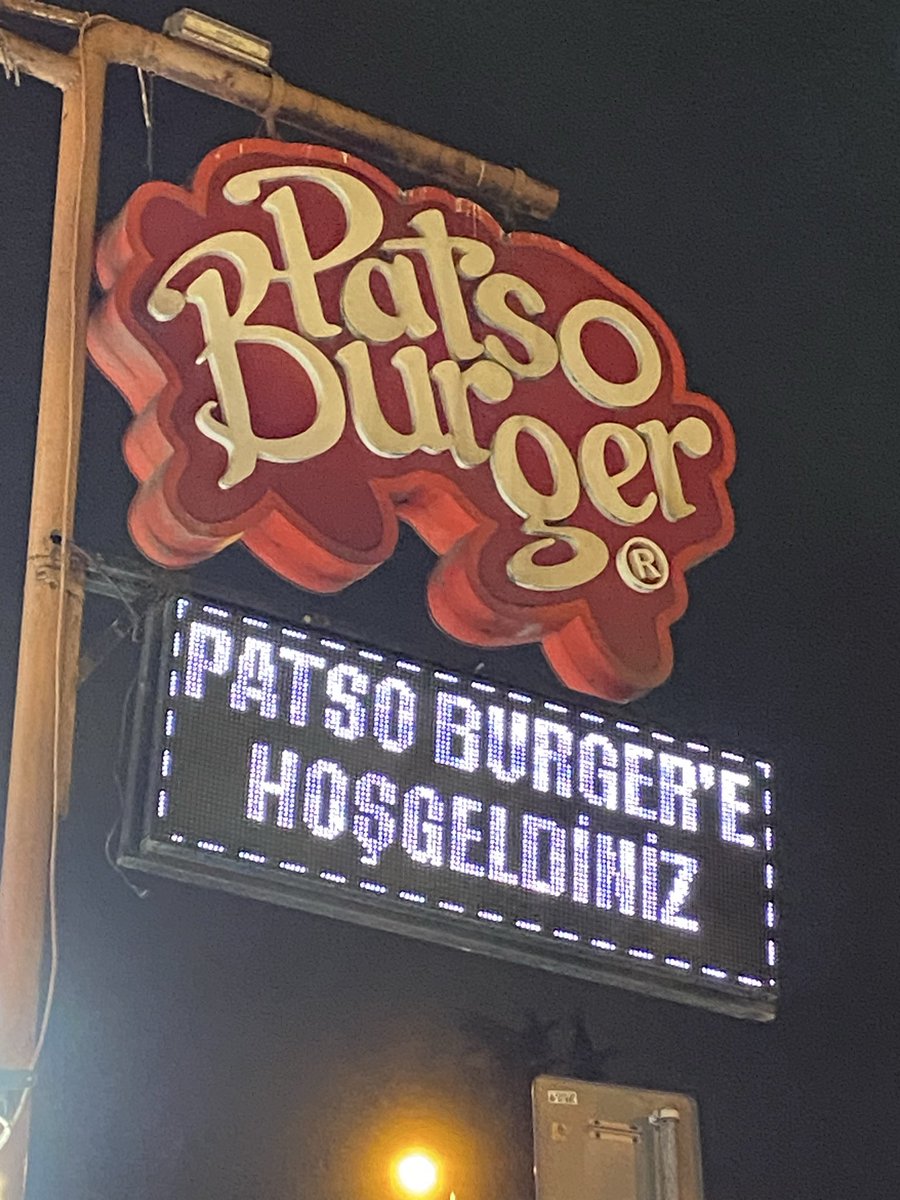 Patso
Burger
®
PATSO BURGER'E
HOŞGELDİNİZ